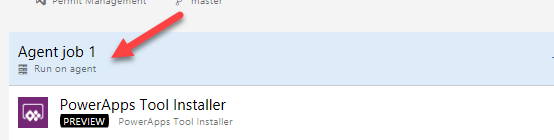 Permit Management master
Agent job 1
Run on agent
PowerApps Tool Installer
PREVIEW PowerApps Tool Installer